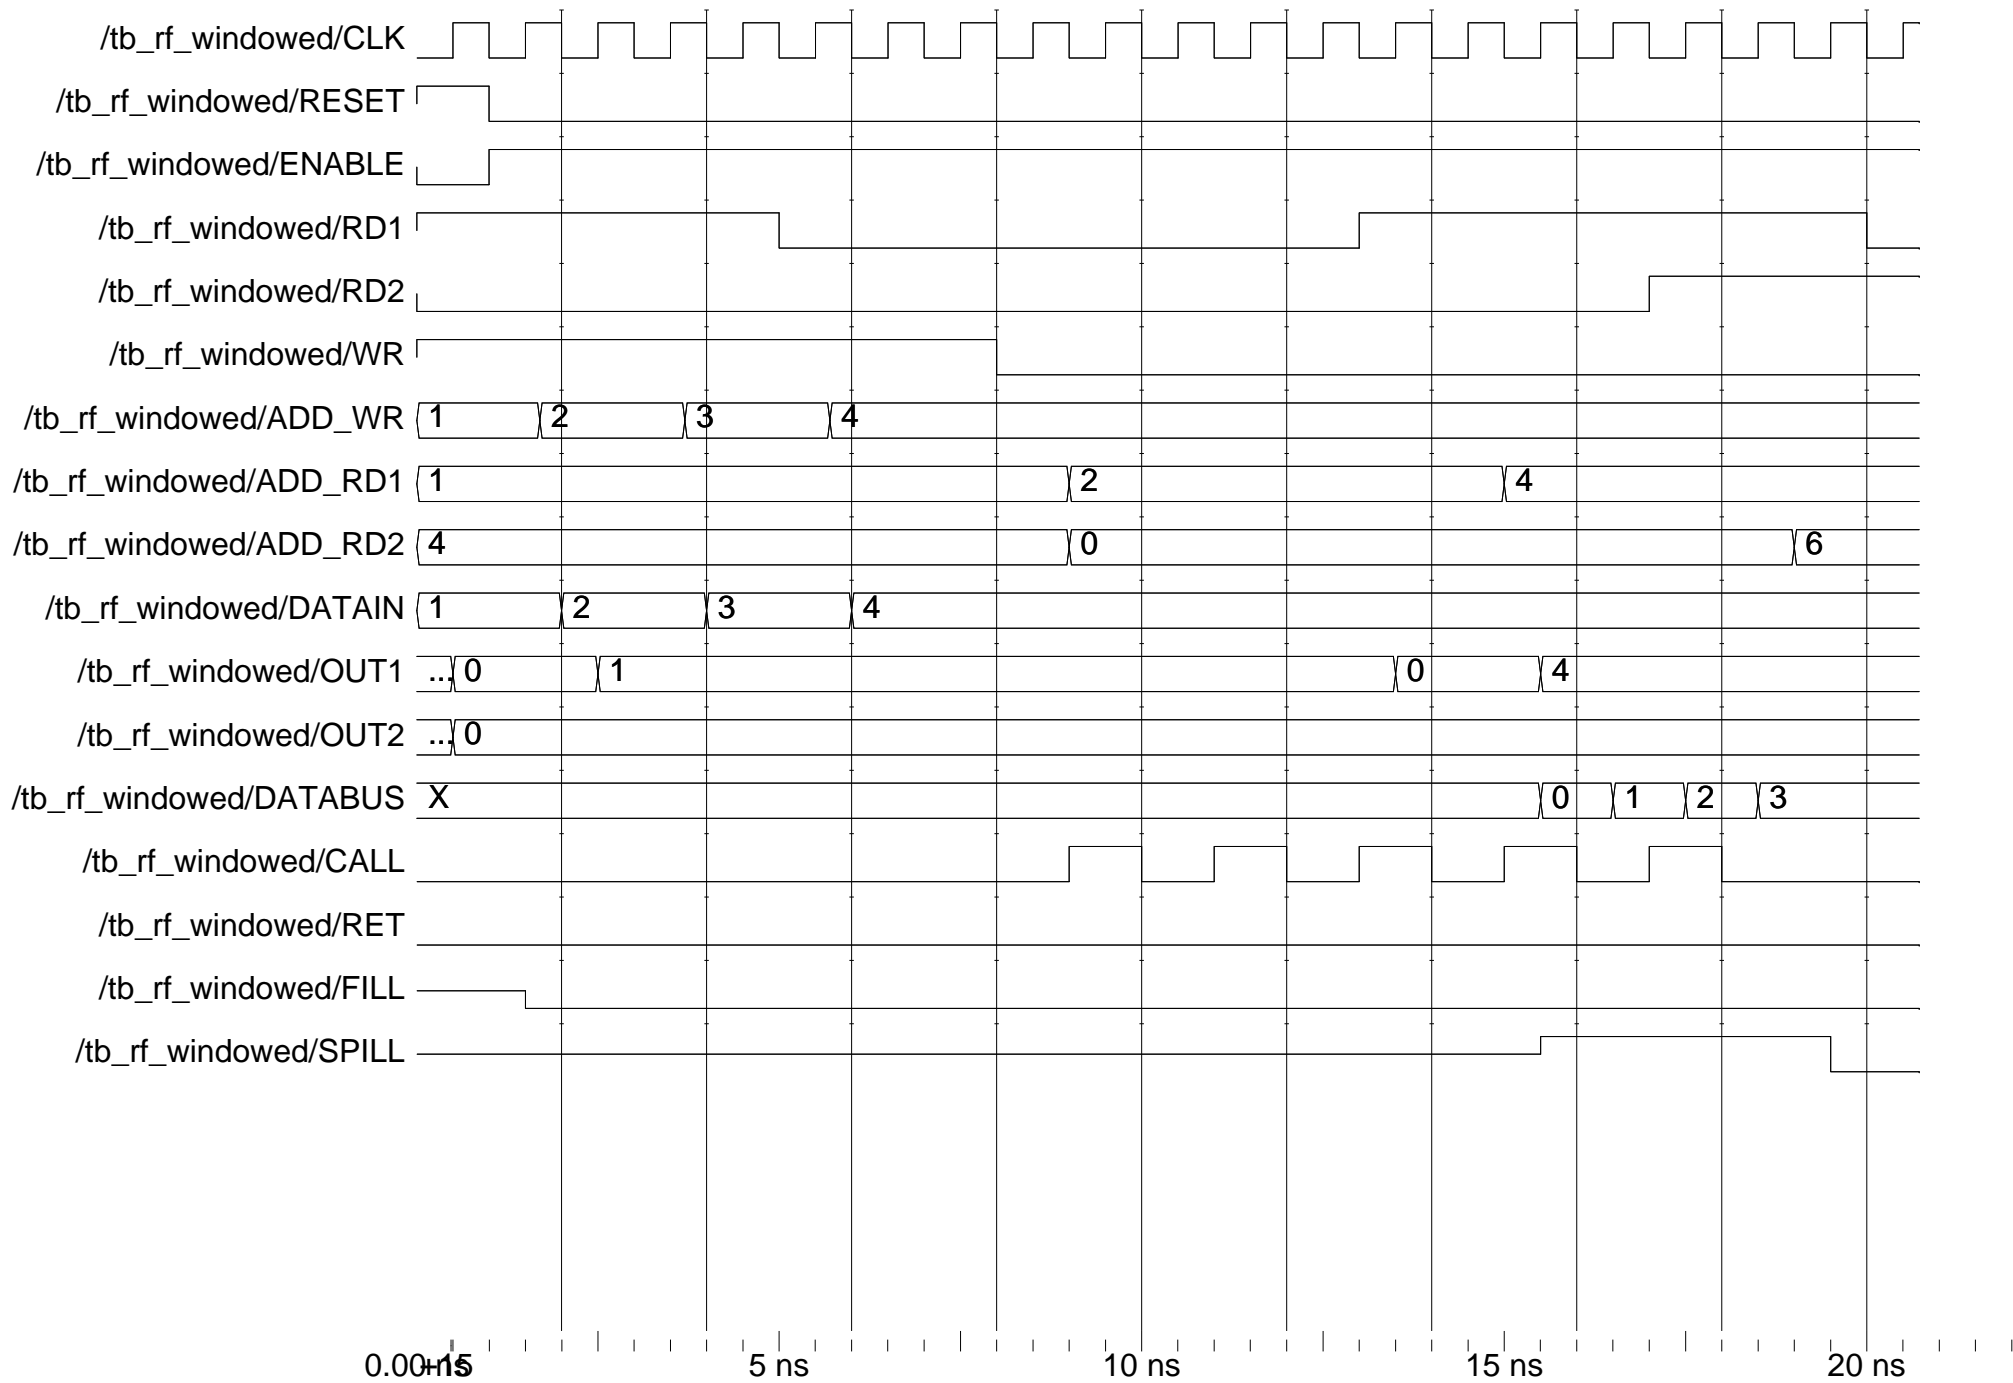 /tb_rf_windowed/CLK
/tb_rf_windowed/RESET
/tb_rf_windowed/ENABLE
/tb_rf_windowed/RD1
/tb_rf_windowed/RD2
/tb_rf_windowed/WR
/tb_rf_windowed/ADD_WR 1 2 3 4
/tb_rf_windowed/ADD_RD1 1 2 4
/tb_rf_windowed/ADD_RD2 4 0 6
/tb_rf_windowed/DATAIN 1 2 3 4
/tb_rf_windowed/OUT1 ... 0 1 0 4
/tb_rf_windowed/OUT2 ... 0
/tb_rf_windowed/DATABUS X 0 1 2 3
/tb_rf_windowed/CALL
/tb_rf_windowed/RET
/tb_rf_windowed/FILL
/tb_rf_windowed/SPILL
5 ns 10 ns 15 ns 20 ns